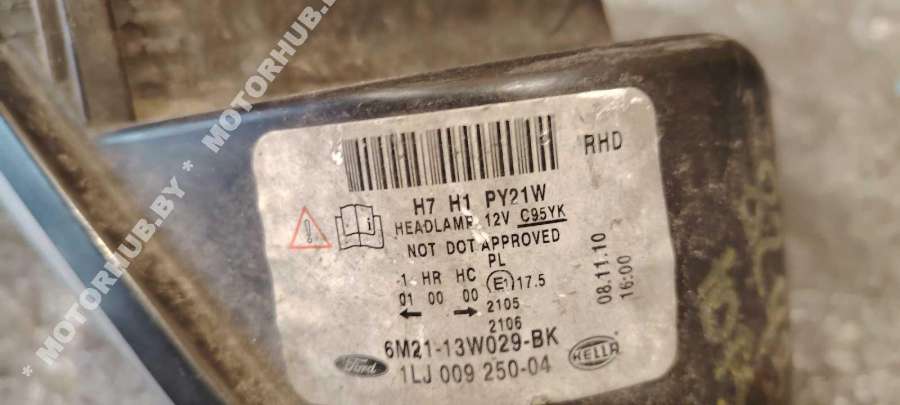 MOTORHUB.BY * MOTORHUB.BY * MOTORHUB
RHD
H7 H1 PY21W
HEADLAMP 12V C95YK
NOT DOT APPROVED
PL
1 HR HC E1 17.5
01 00 00 2105
2106
08.11.10
16:00
6M21-13W029-BK
Ford 1LJ 009 250-04 HELLA